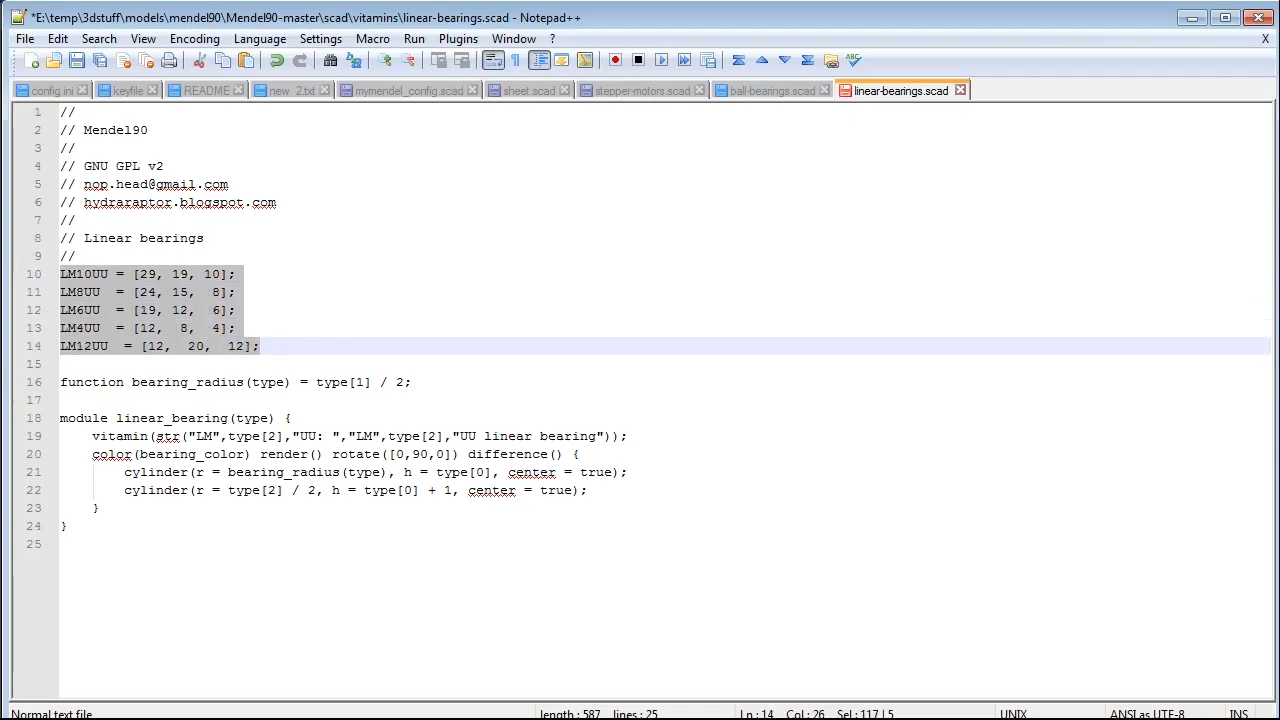 *E:\temp\3dstuff\models\mendel90\Mendel90-master\scad\vitamins\linear-bearings.scad - Notepad++
File Edit Search View Encoding Language Settings Macro Run Plugins Window ? X
config.ini keyfile README new 2.txt mymendel_config.scad sheet.scad stepper-motors.scad ball-bearings.scad linear-bearings.scad
1 //
2 // Mendel90
3 //
4 // GNU GPL v2
5 // nop.head@gmail.com
6 // hydraraptor.blogspot.com
7 //
8 // Linear bearings
9 //
10 LM10UU = [29, 19, 10];
11 LM8UU  = [24, 15,  8];
12 LM6UU  = [19, 12,  6];
13 LM4UU  = [12,  8,  4];
14 LM12UU  = [12,  20,  12];
15
16 function bearing_radius(type) = type[1] / 2;
17
18 module linear_bearing(type) {
19     vitamin(str("LM",type[2],"UU: ","LM",type[2],"UU linear bearing"));
20     color(bearing_color) render() rotate([0,90,0]) difference() {
21         cylinder(r = bearing_radius(type), h = type[0], center = true);
22         cylinder(r = type[2] / 2, h = type[0] + 1, center = true);
23     }
24 }
25
Normal text file length : 587 lines : 25 Ln : 14 Col : 26 Sel : 117 | 5 UNIX ANSI as UTF-8 INS